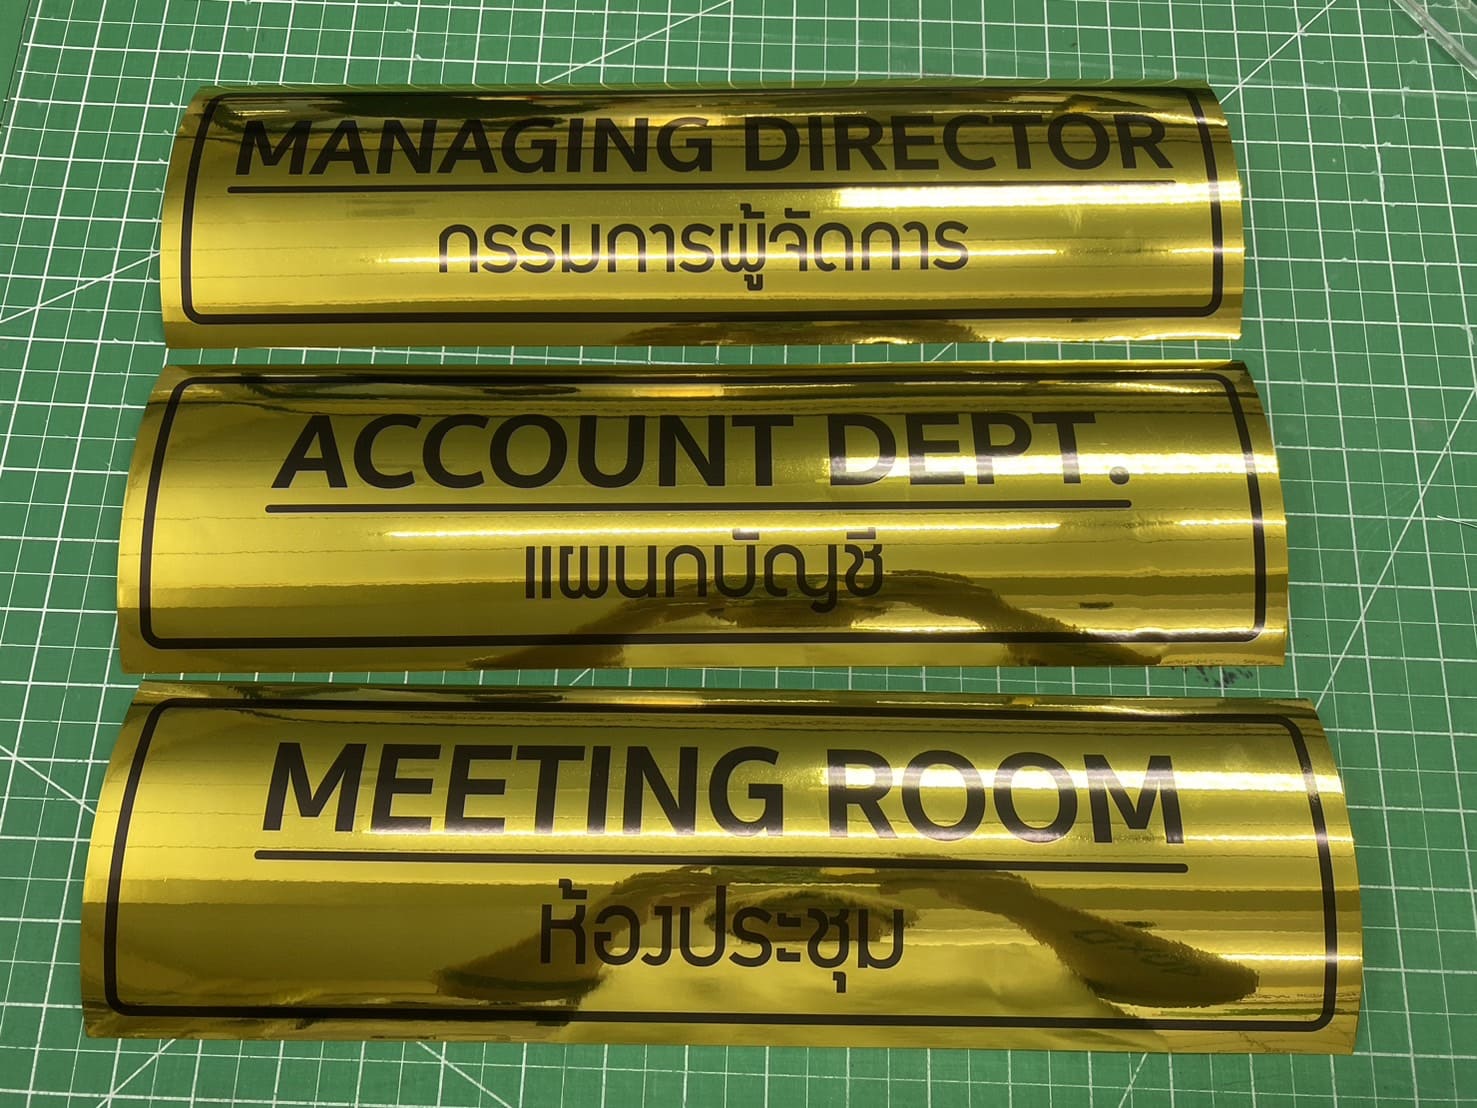 MANAGING DIRECTOR
กรรมการผู้จัดการ
ACCOUNT DEPT.
แผนกบัญชี
MEETING ROOM
ห้องประชุม